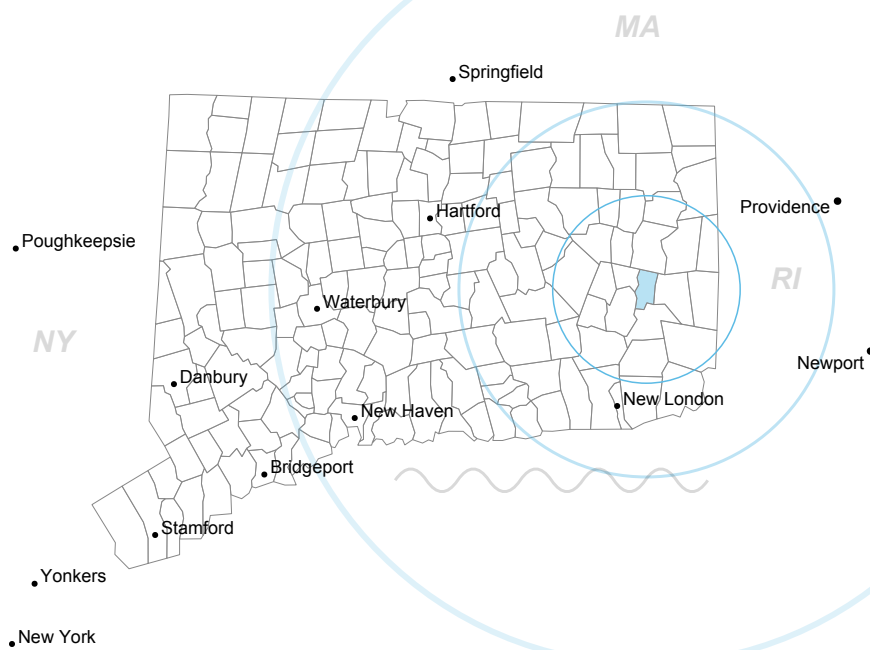 MA
Springfield
Providence
Hartford
Poughkeepsie
RI
Waterbury
NY
Newport
Danbury
New London
New Haven
Bridgeport
Stamford
Yonkers
New York